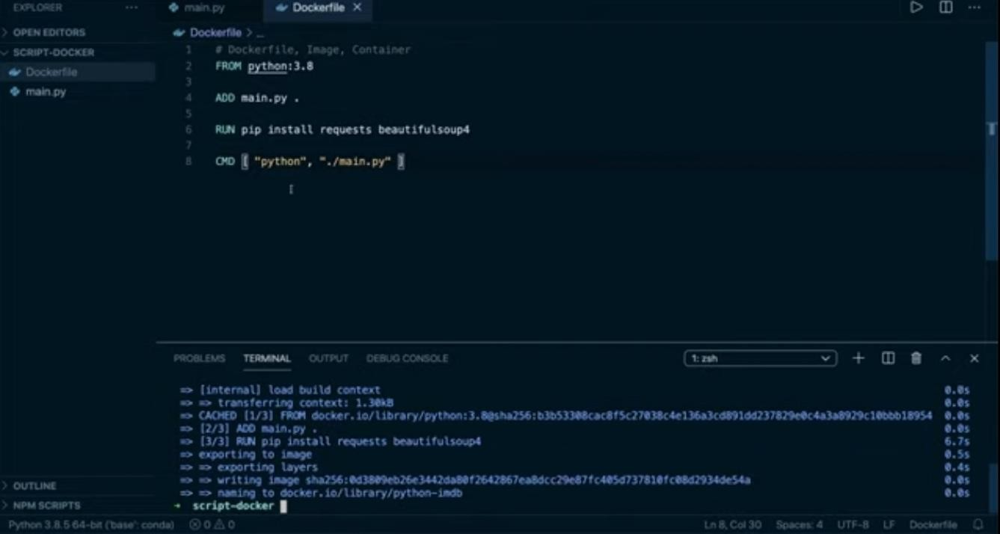 EXPLORER ...
main.py
Dockerfile ×
> OPEN EDITORS
SCRIPT-DOCKER
Dockerfile
main.py
Dockerfile > ...
1 # Dockerfile, Image, Container
2 FROM python:3.8
3
4 ADD main.py .
5
6 RUN pip install requests beautifulsoup4
7
8 CMD [ "python", "./main.py" ]
PROBLEMS TERMINAL OUTPUT DEBUG CONSOLE
1: zsh
=> [internal] load build context 0.0s
=> => transferring context: 1.30kB 0.0s
=> CACHED [1/3] FROM docker.io/library/python:3.8@sha256:b3b53308cac8f5c27038c4e136a3cd891dd237829e0c4a3a8929c10bbb18954 0.0s
=> [2/3] ADD main.py . 0.0s
=> [3/3] RUN pip install requests beautifulsoup4 6.7s
=> exporting to image 0.5s
=> => exporting layers 0.4s
=> => writing image sha256:0d3809eb26e3442da80f2642867ea8dcc29e87fc405d737810fc08d2934de54a 0.0s
=> => naming to docker.io/library/python-imdb 0.0s
→ script-docker
> OUTLINE
> NPM SCRIPTS
Python 3.8.5 64-bit ('base': conda) 0 0
Ln 8, Col 30 Spaces: 4 UTF-8 LF Dockerfile